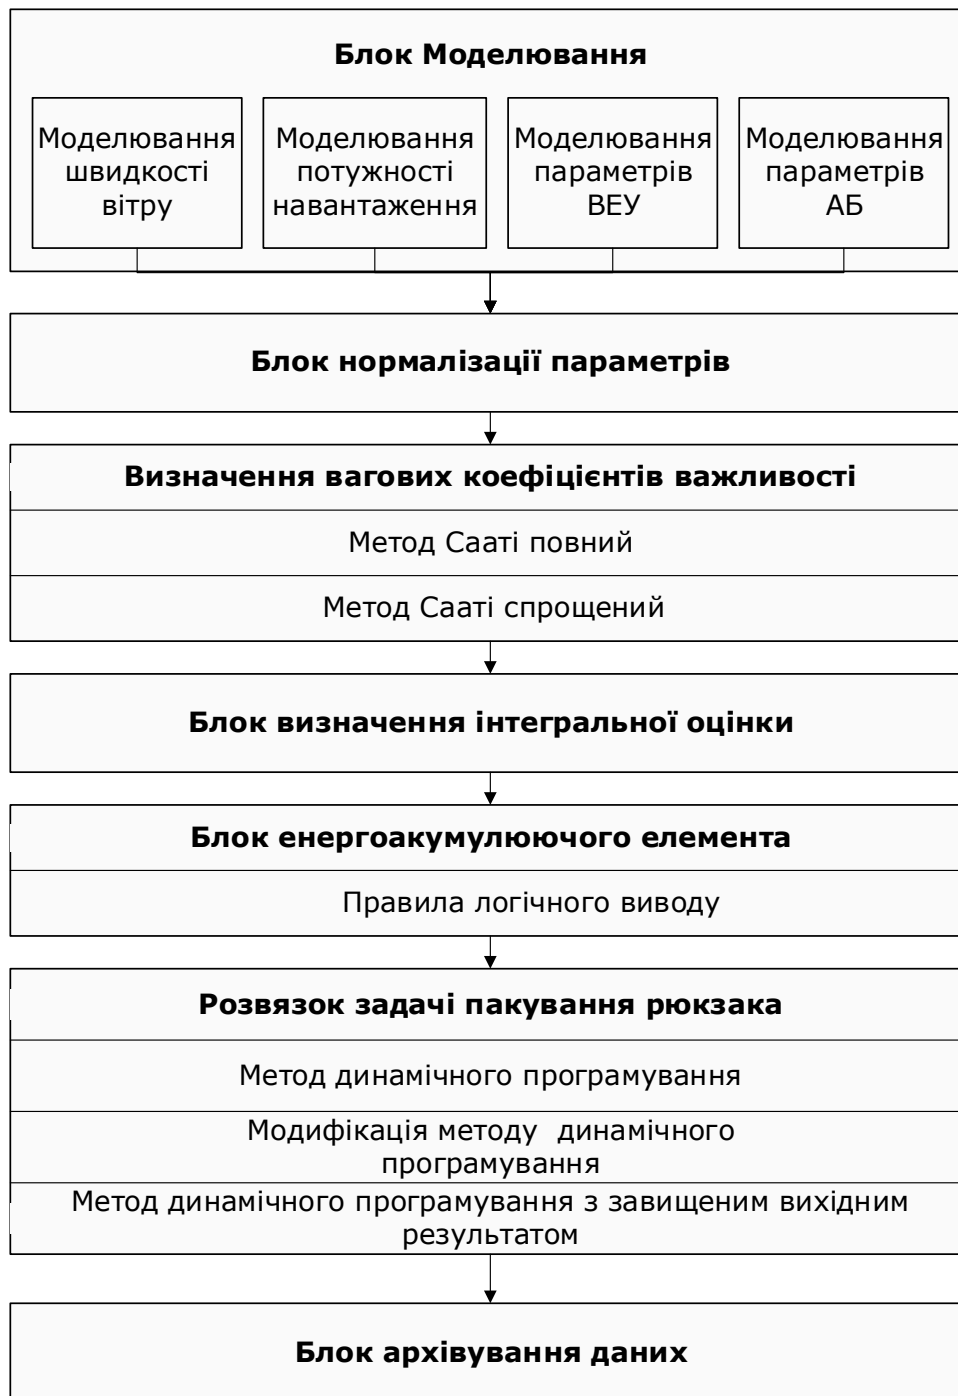 Блок Моделювання
Моделювання
швидкості
вітру
Моделювання
потужності
навантаження
Моделювання
параметрів
ВЕУ
Моделювання
параметрів
АБ
Блок нормалізації параметрів
Визначення вагових коефіцієнтів важливості
Метод Сааті повний
Метод Сааті спрощений
Блок визначення інтегральної оцінки
Блок енергоакумулюючого елемента
Правила логічного виводу
Розвязок задачі пакування рюкзака
Метод динамічного програмування
Модифікація методу динамічного
програмування
Метод динамічного програмування з завищеним вихідним
результатом
Блок архівування даних